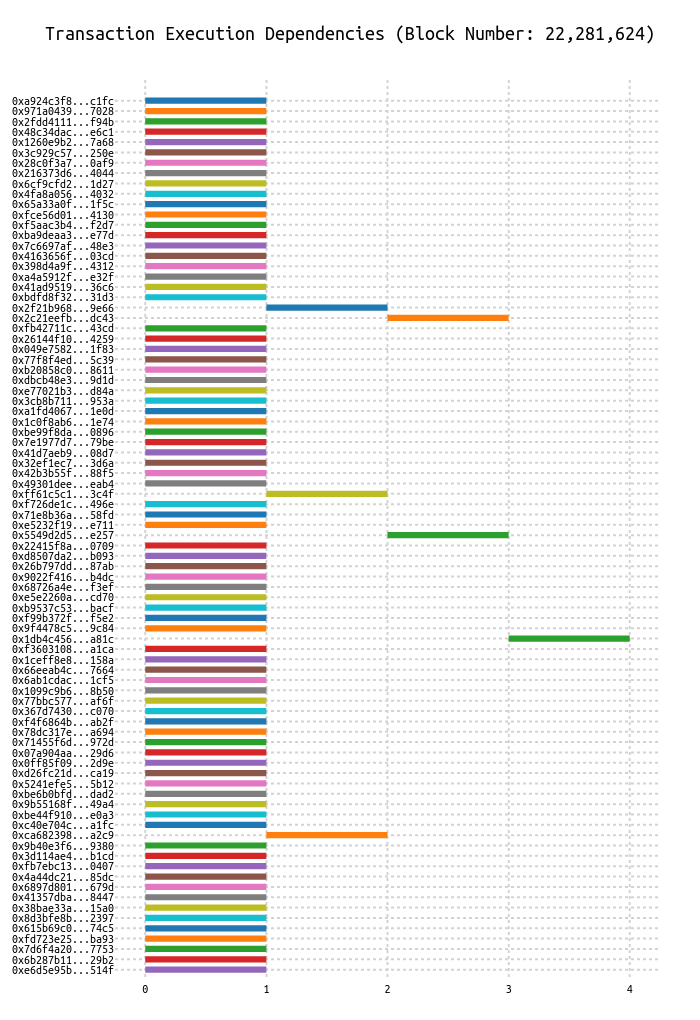 Transaction Execution Dependencies (Block Number: 22,281,624)
0xa924c3f8...c1fc
0x971a0439...7028
0x2fdd4111...f94b
0x48c34dac...e6c1
0x1260e9b2...7a68
0x3c929c57...250e
0x28c0f3a7...0af9
0x216373d6...4044
0x6cf9cfd2...1d27
0x4fa8a056...4032
0x65a33a0f...1f5c
0xfce56d01...4130
0xf5aac3b4...f2d7
0xba9deaa3...e77d
0x7c6697af...48e3
0x4163656f...03cd
0x398d4a9f...4312
0xa4a5912f...e32f
0x41ad9519...36c6
0xbdfd8f32...31d3
0x2f21b968...9e66
0x2c21eefb...dc43
0xfb42711c...43cd
0x26144f10...4259
0x049e7582...1f83
0x77f8f4ed...5c39
0xb20858c0...8611
0xdbcb48e3...9d1d
0xe77021b3...d84a
0x3cb8b711...953a
0xa1fd4067...1e0d
0x1c0f8ab6...1e74
0xbe99f8da...0896
0x7e1977d7...79be
0x41d7aeb9...08d7
0x32ef1ec7...3d6a
0x42b3b55f...88f5
0x49301dee...eab4
0xff61c5c1...3c4f
0xf726de1c...496e
0x71e8b36a...58fd
0xe5232f19...e711
0x5549d2d5...e257
0x22415f8a...0709
0xd8507da2...b093
0x26b797dd...87ab
0x9022f416...b4dc
0x68726a4e...f3ef
0xe5e2260a...cd70
0xb9537c53...bacf
0xf99b372f...f5e2
0x9f4478c5...9c84
0x1db4c456...a81c
0xf3603108...a1ca
0x1ceff8e8...158a
0x66eeab4c...7664
0x6ab1cdac...1cf5
0x1099c9b6...8b50
0x77bbc577...af6f
0x367d7430...c070
0xf4f6864b...ab2f
0x78dc317e...a694
0x71455f6d...972d
0x07a904aa...29d6
0x0ff85f09...2d9e
0xd26fc21d...ca19
0x5241efe5...5b12
0xbe6b0bfd...dad2
0x9b55168f...49a4
0xbe44f910...e0a3
0xc40e704c...a1fc
0xca682398...a2c9
0x9b40e3f6...9380
0x3d114ae4...b1cd
0xfb7ebc13...0407
0x4a44dc21...85dc
0x6897d801...679d
0x41357dba...8447
0x38bae33a...15a0
0x8d3bfe8b...2397
0x615b69c0...74c5
0xfd723e25...ba93
0x7d6f4a20...7753
0x6b287b11...29b2
0xe6d5e95b...514f
0 1 2 3 4